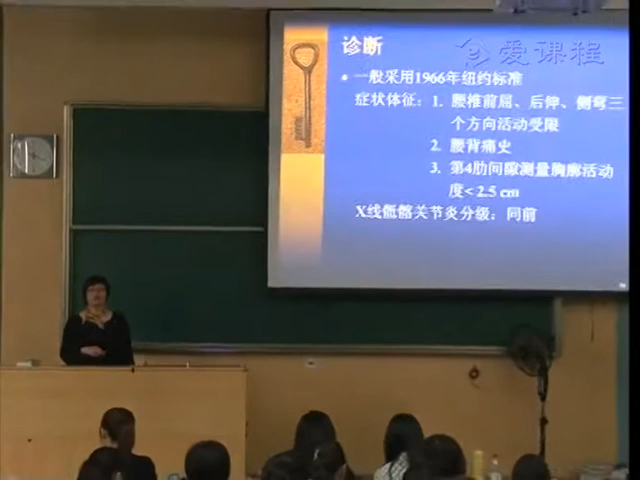 爱课程
诊断
一般采用1966年纽约标准
症状体征：1. 腰椎前屈、后伸、侧弯三
个方向活动受限
2. 腰背痛史
3. 第4肋间隙测量胸廓活动
度< 2.5 cm
X线骶髂关节炎分级：同前